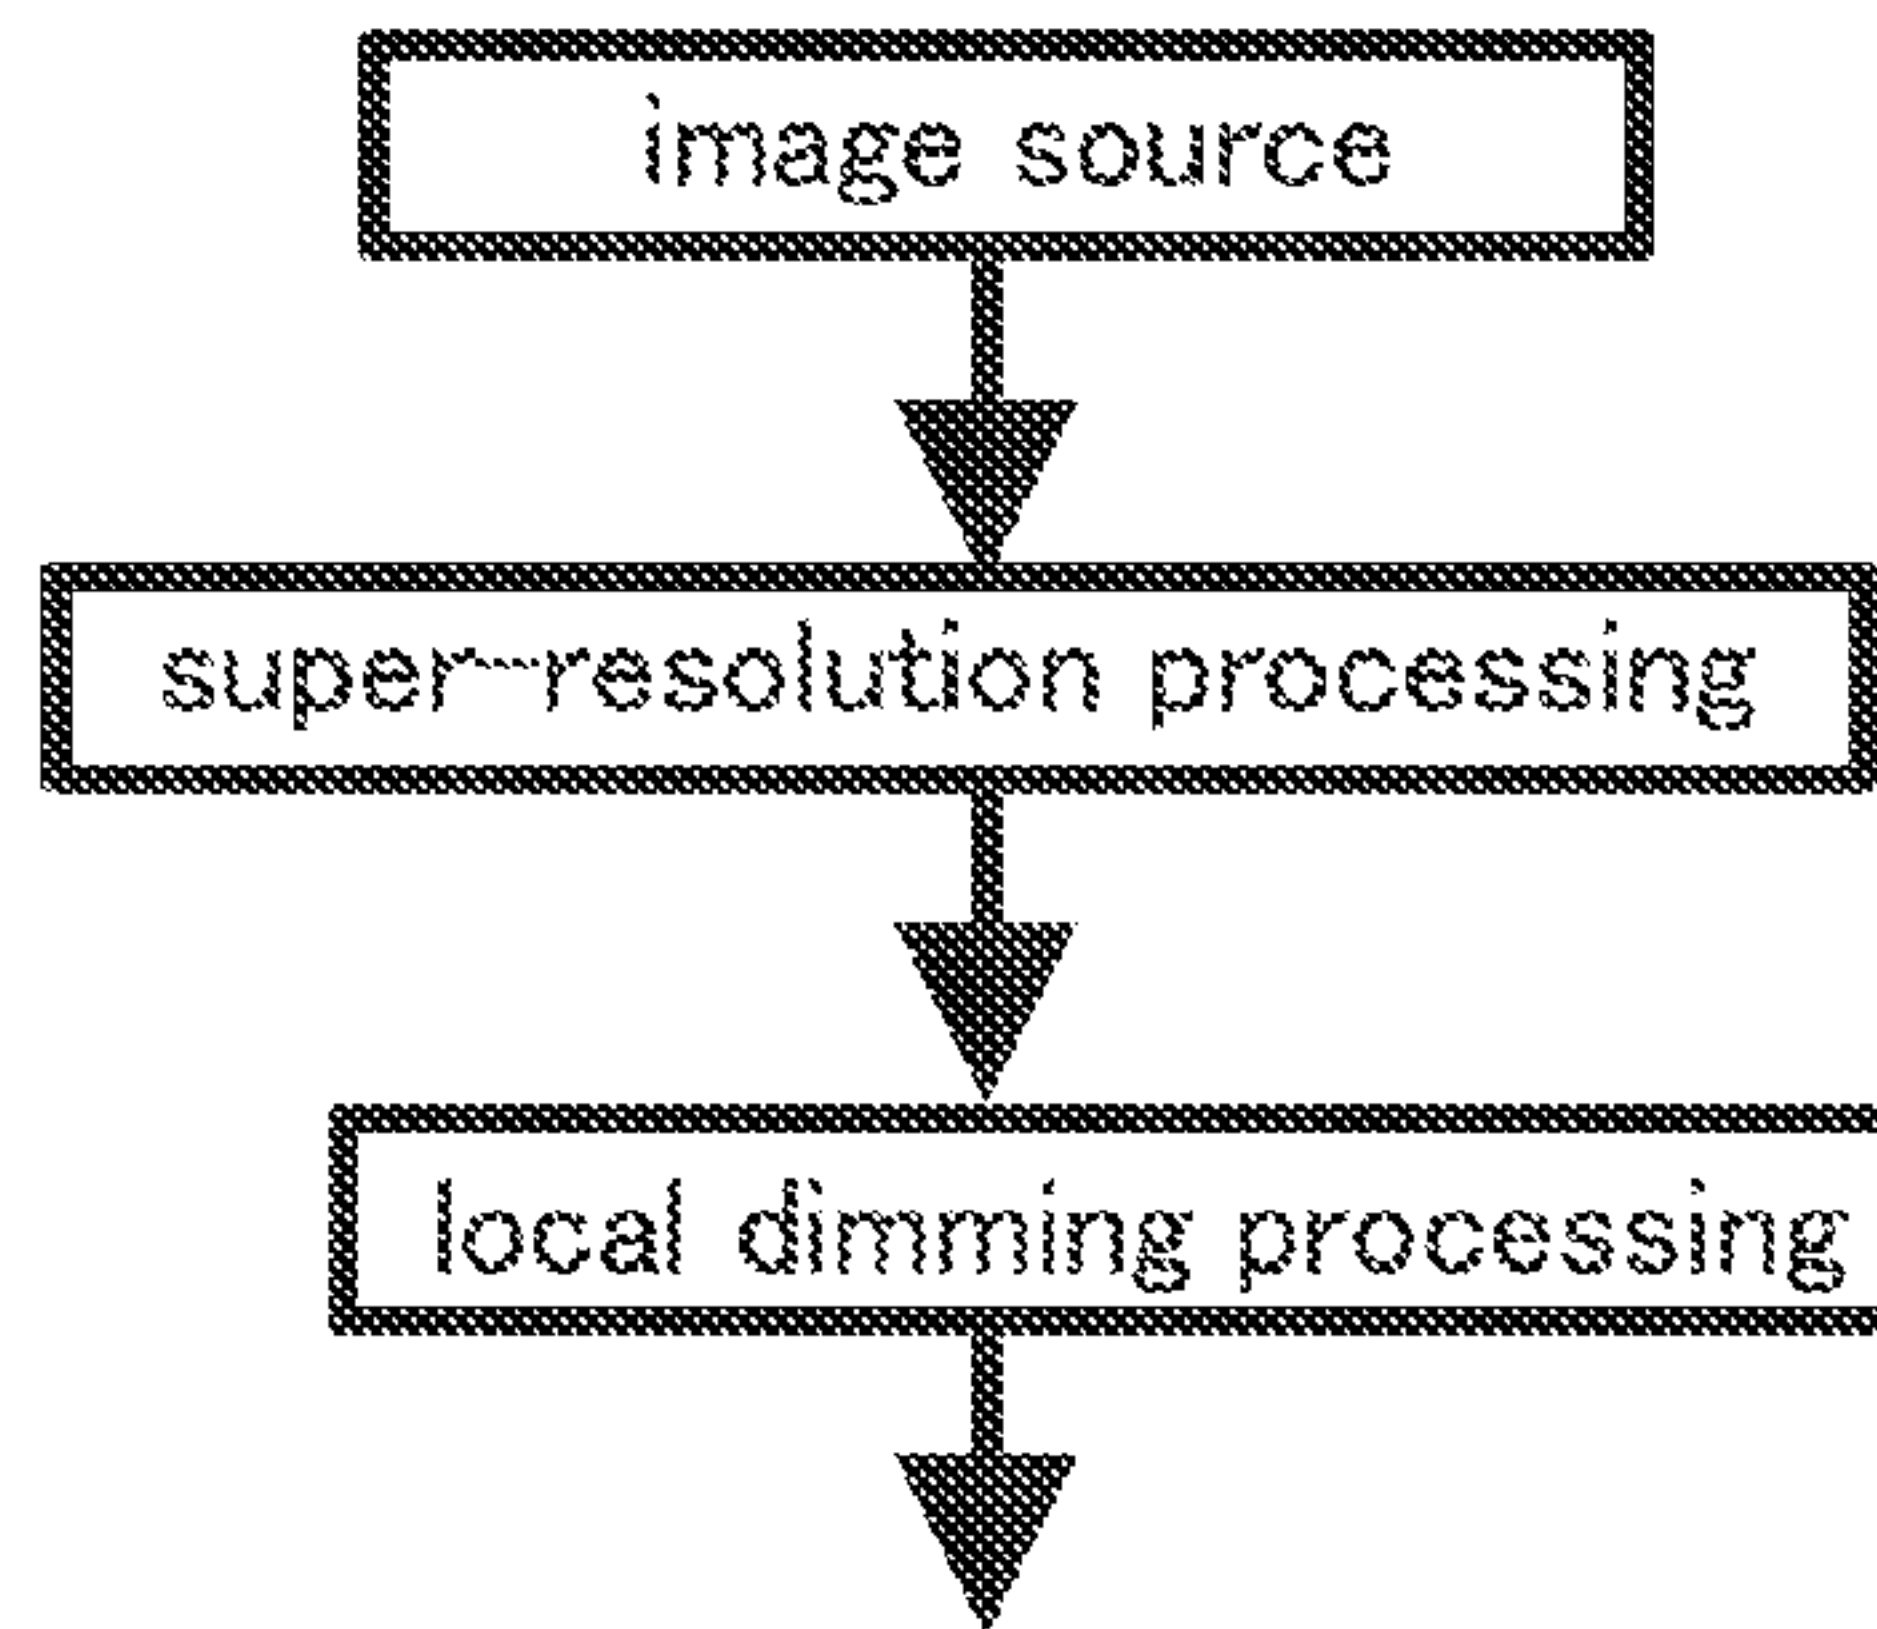 image source
super-resolution processing
local dimming processing